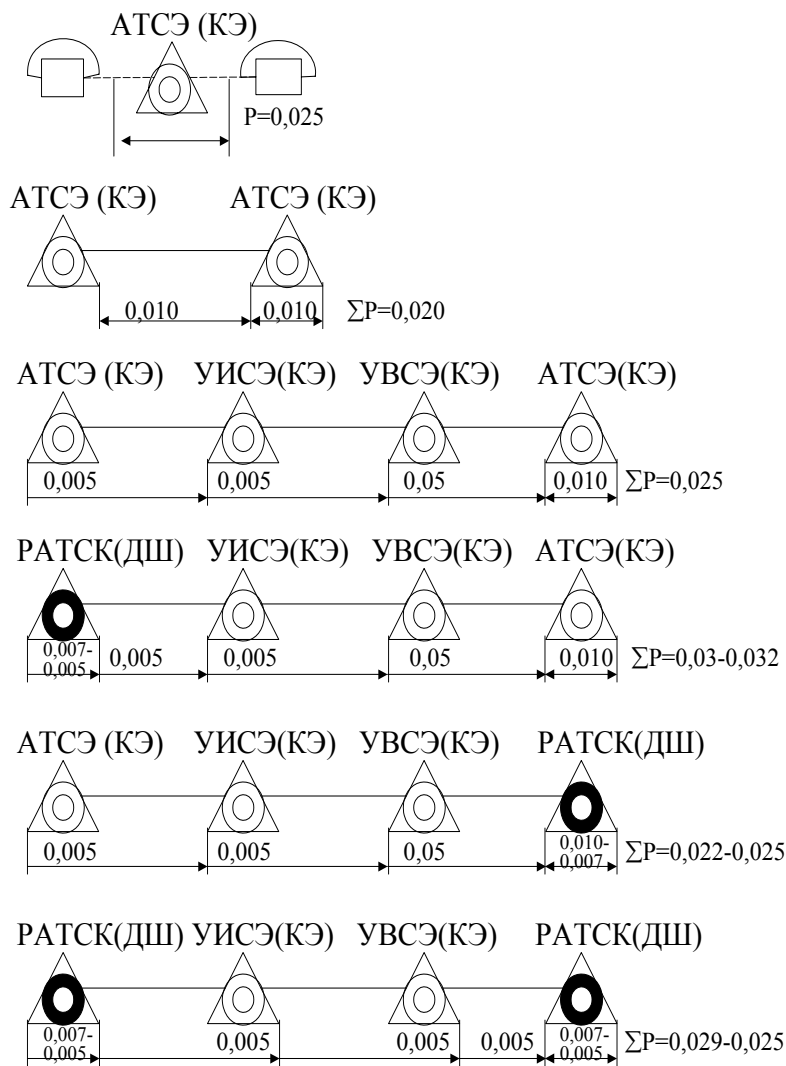 АТСЭ (КЭ)
P=0,025
АТСЭ (КЭ) АТСЭ (КЭ)
0,010 0,010 ∑P=0,020
АТСЭ (КЭ) УИСЭ(КЭ) УВСЭ(КЭ) АТСЭ(КЭ)
0,005 0,005 0,05 0,010 ∑P=0,025
РАТСК(ДШ) УИСЭ(КЭ) УВСЭ(КЭ) АТСЭ(КЭ)
0,007-
0,005 0,005 0,005 0,05 0,010 ∑P=0,03-0,032
АТСЭ (КЭ) УИСЭ(КЭ) УВСЭ(КЭ) РАТСК(ДШ)
0,005 0,005 0,05 0,010-
0,007 ∑P=0,022-0,025
РАТСК(ДШ) УИСЭ(КЭ) УВСЭ(КЭ) РАТСК(ДШ)
0,007-
0,005 0,005 0,005 0,005 0,007-
0,005 ∑P=0,029-0,025